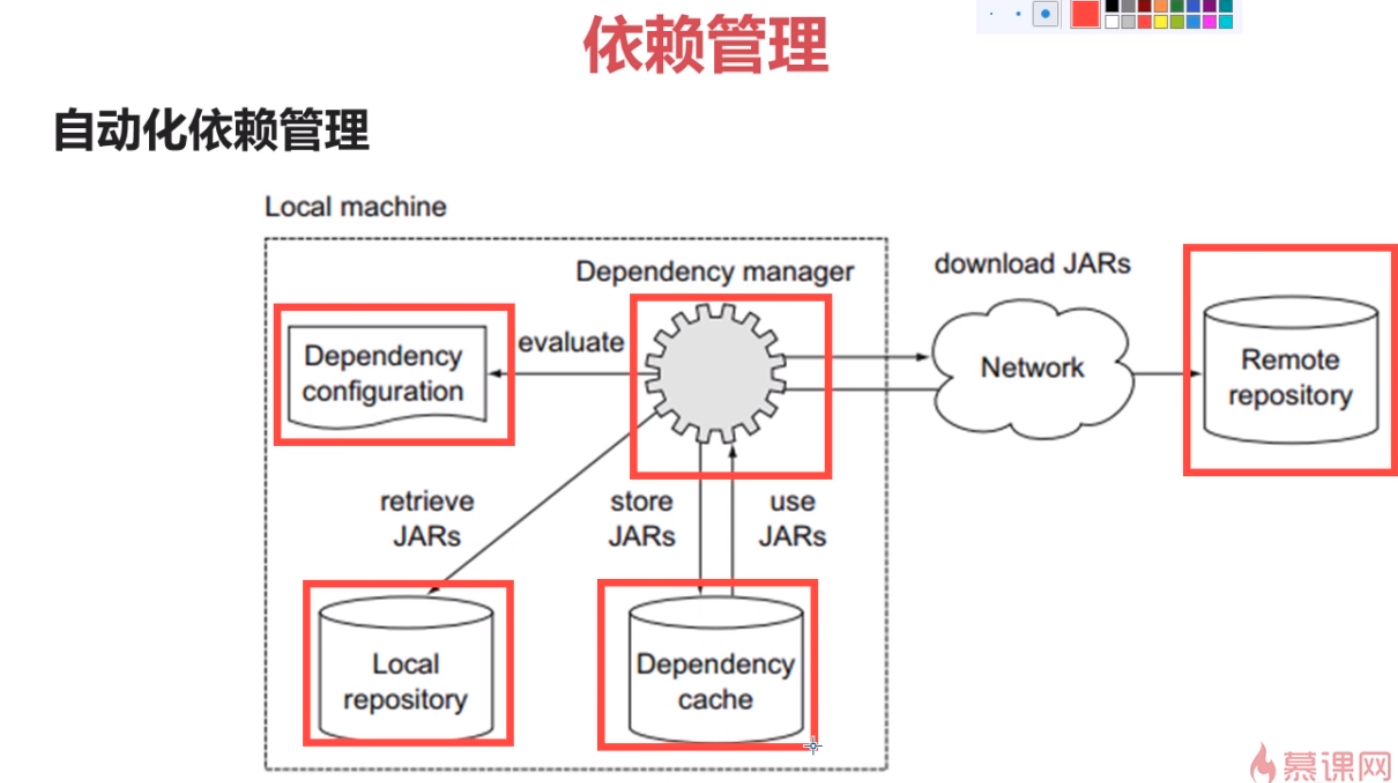 依赖管理
自动化依赖管理
Local machine
Dependency manager
download JARs
evaluate
Dependency
configuration
Network
Remote
repository
retrieve
JARs
store
JARs
use
JARs
Local
repository
Dependency
cache
慕课网